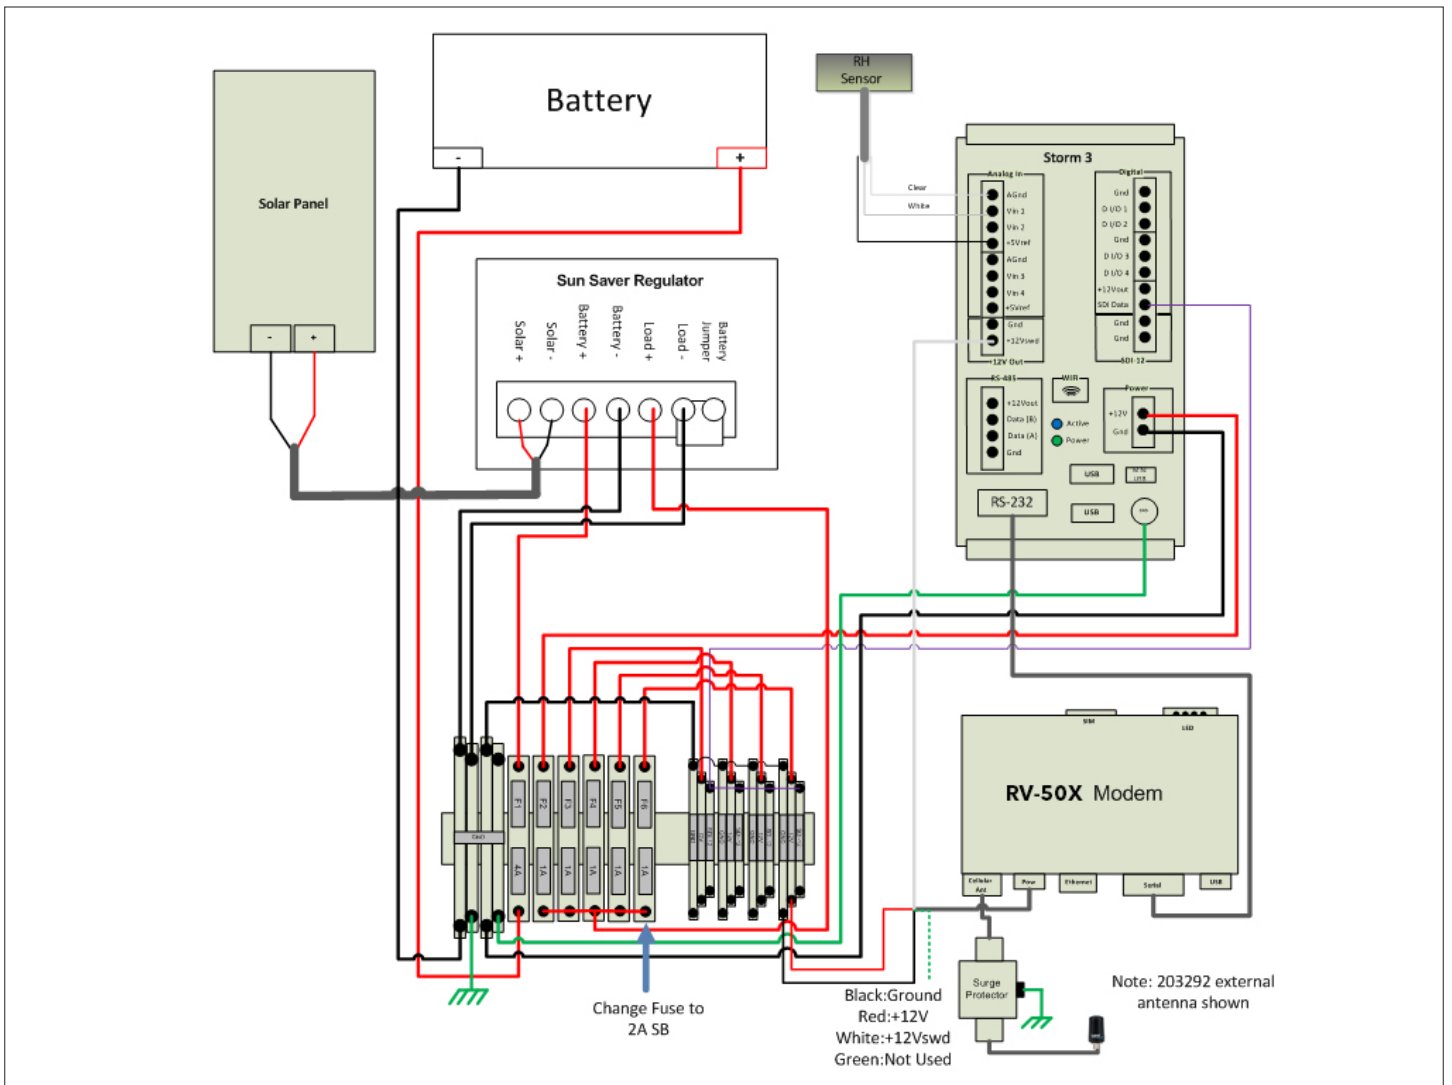 Battery
-
+
Solar Panel
-
+
RH
Sensor
Clear
White
Sun Saver Regulator
Solar +
Solar -
Battery +
Battery -
Load +
Load -
Battery
Jumper
Storm 3
Analog In
AGnd
Vin 1
Vin 2
+5Vref
AGnd
Vin 3
Vin 4
+5Vref
Gnd
+12Vswd
+12V Out
Digital
Gnd
D I/O 1
D I/O 2
Gnd
D I/O 3
D I/O 4
+12Vout
SDI Data
Gnd
Gnd
SDI-12
RS-485
+12Vout
Data (B)
Data (A)
Gnd
WIFI
Active
Power
Power
+12V
Gnd
USB
USB
USB
RS-232
GND
F1
F2
F3
F4
F5
F6
4A
1A
1A
1A
1A
1A
Change Fuse to
2A SB
SIM
LED
RV-50X Modem
Cellular
Ant
Pow
Ethernet
Serial
USB
Surge
Protector
Note: 203292 external
antenna shown
Black:Ground
Red:+12V
White:+12Vswd
Green:Not Used